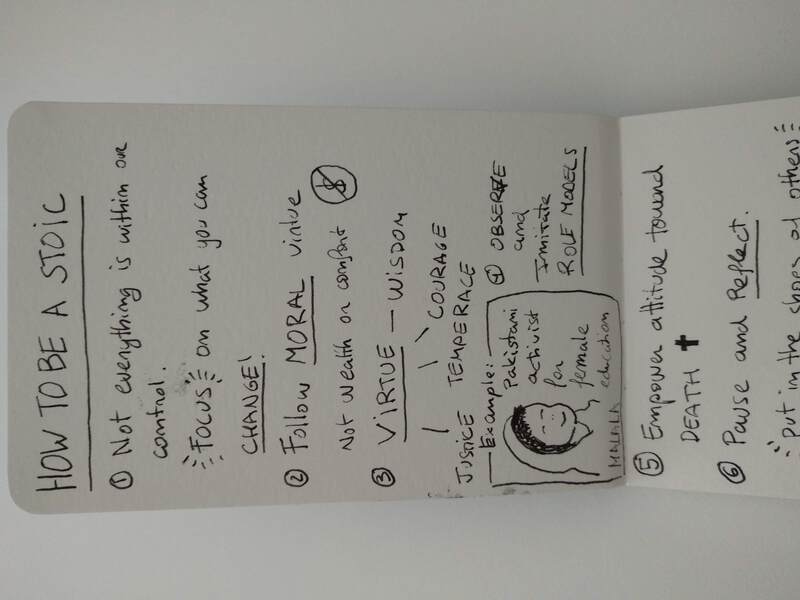 HOW TO BE A STOIC
① Not everything is within our
control.
FOCUS on what you can
CHANGE!
② Follow MORAL virtue
Not wealth or comfort $
③ VIRTUE – WISDOM
COURAGE
TEMPERACE
JUSTICE
Example:
Pakistani
activist
for
female
education
MALALA
④ OBSERVE
and
Imitate
ROLE MODELS
⑤ Empower attitude toward
DEATH ✝
⑥ Pause and Reflect.
put in the shoes of others